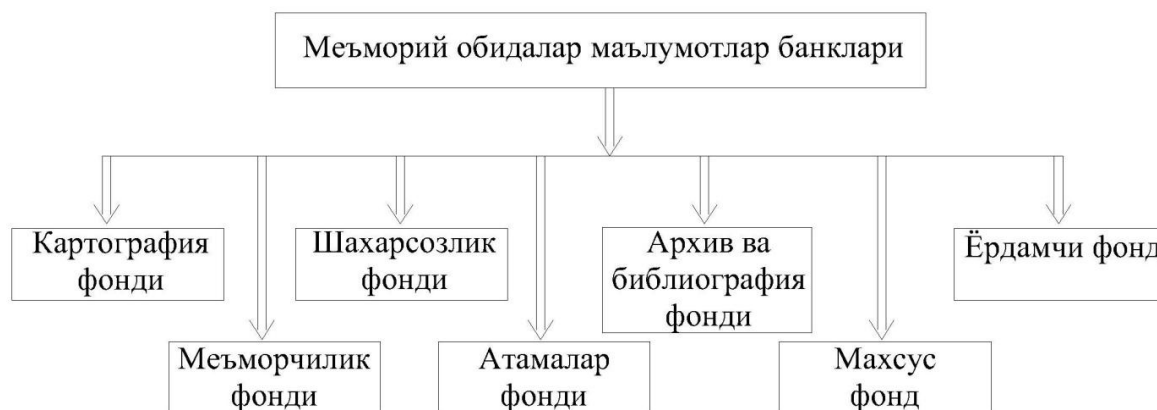 Меъморий обидалар маълумотлар банклари
Картография
фонди
Шахарсозлик
фонди
Архив ва
библиография
фонди
Ёрдамчи фонд
Меъморчилик
фонди
Атамалар
фонди
Махсус
фонд